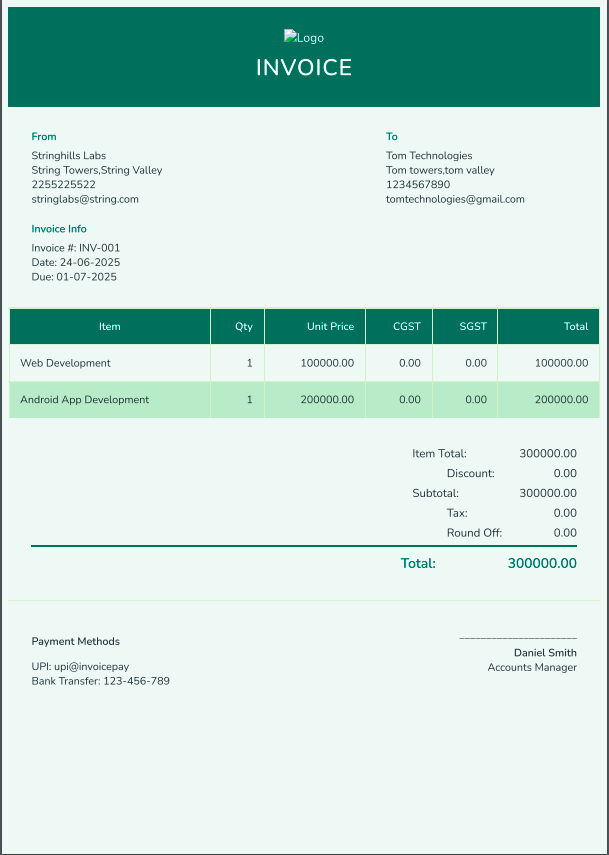 Logo
INVOICE
From
Stringhills Labs
String Towers,String Valley
2255225522
stringlabs@string.com
To
Tom Technologies
Tom towers,tom valley
1234567890
tomtechnologies@gmail.com
Invoice Info
Invoice #: INV-001
Date: 24-06-2025
Due: 01-07-2025
Item Qty Unit Price CGST SGST Total
Web Development 1 100000.00 0.00 0.00 100000.00
Android App Development 1 200000.00 0.00 0.00 200000.00
Item Total: 300000.00
Discount: 0.00
Subtotal: 300000.00
Tax: 0.00
Round Off: 0.00
Total: 300000.00
Payment Methods
UPI: upi@invoicepay
Bank Transfer: 123-456-789
______________________
Daniel Smith
Accounts Manager